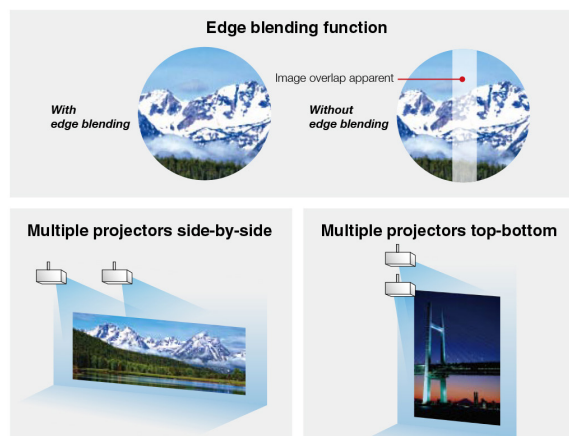 Edge blending function
Image overlap apparent
With
edge blending
Without
edge blending
Multiple projectors side-by-side
Multiple projectors top-bottom